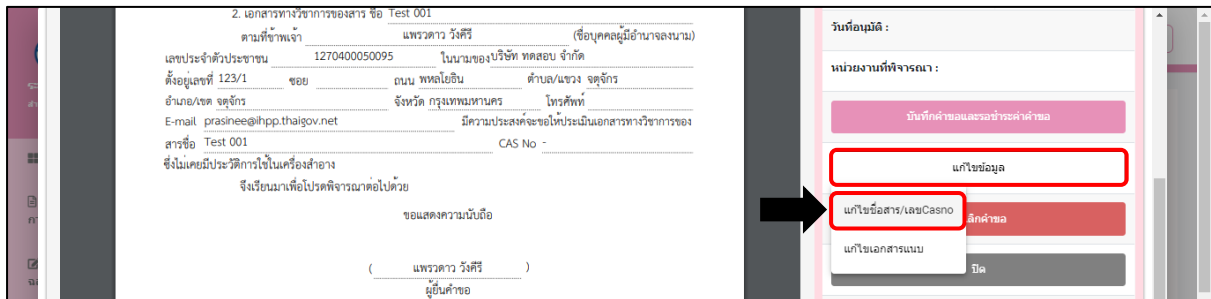 2. เอกสารทางวิชาการของสาร ชื่อ Test 001
ตามที่ข้าพเจ้า แพรวดาว วังคีรี (ชื่อบุคคลผู้มีอำนาจลงนาม)
เลขประจำตัวประชาชน 1270400050095 ในนามของบริษัท ทดสอบ จำกัด
ตั้งอยู่เลขที่ 123/1 ซอย ถนน พหลโยธิน ตำบล/แขวง จตุจักร
อำเภอ/เขต จตุจักร จังหวัด กรุงเทพมหานคร โทรศัพท์
E-mail prasinee@ihpp.thaigov.net มีความประสงค์จะขอให้ประเมินเอกสารทางวิชาการของ
สารชื่อ Test 001 CAS No -
ซึ่งไม่เคยมีประวัติการใช้ในเครื่องสำอาง
จึงเรียนมาเพื่อโปรดพิจารณาต่อไปด้วย
ขอแสดงความนับถือ
( แพรวดาว วังคีรี )
ผู้ยื่นคำขอ
วันที่อนุมัติ :
หน่วยงานที่พิจารณา :
บันทึกคำขอและรอชำระค่าคำขอ
แก้ไขข้อมูล
แก้ไขชื่อสาร/เลขCasno
ลิกคำขอ
แก้ไขเอกสารแนบ
ปิด